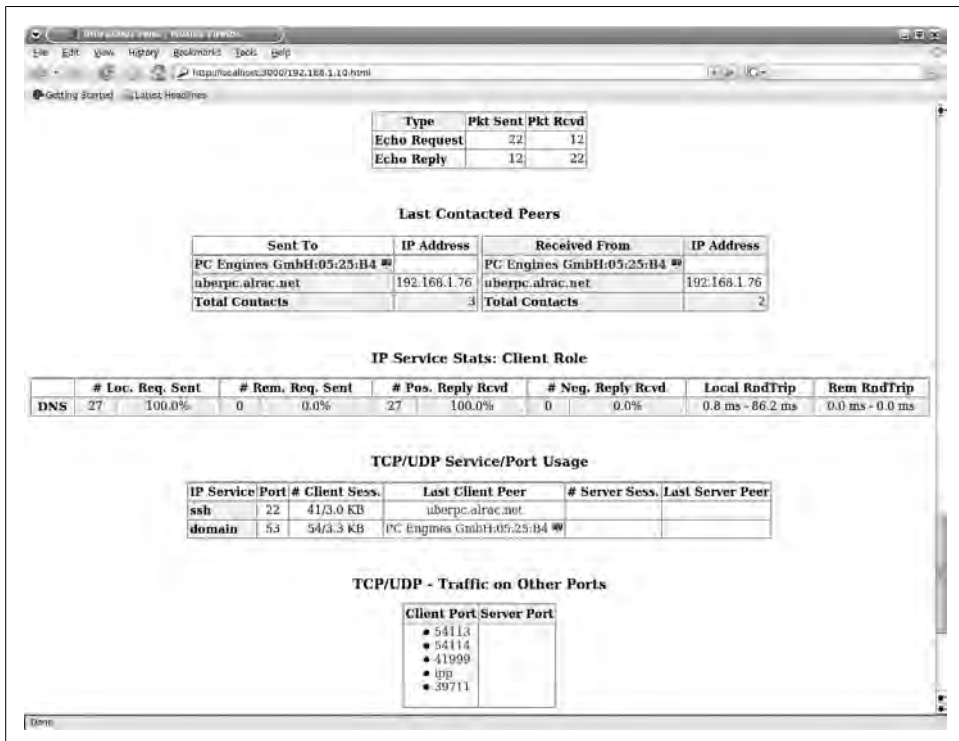 File Edit View History Bookmarks Tools Help
http://localhost:3000/192.168.1.10.html
Getting Started Latest Headlines
Type Pkt Sent Pkt Rcvd
Echo Request 22 12
Echo Reply 12 22
Last Contacted Peers
Sent To IP Address Received From IP Address
PC Engines GmbH:05:25:B4 PC Engines GmbH:05:25:B4
uberpc.alrac.net 192.168.1.76 uberpc.alrac.net 192.168.1.76
Total Contacts 3 Total Contacts 2
IP Service Stats: Client Role
# Loc. Req. Sent # Rem. Req. Sent # Pos. Reply Rcvd # Neg. Reply Rcvd Local RndTrip Rem RndTrip
DNS 27 100.0% 0 0.0% 27 100.0% 0 0.0% 0.8 ms - 86.2 ms 0.0 ms - 0.0 ms
TCP/UDP Service/Port Usage
IP Service Port # Client Sess. Last Client Peer # Server Sess. Last Server Peer
ssh 22 41/3.0 KB uberpc.alrac.net
domain 53 54/3.3 KB PC Engines GmbH:05:25:B4
TCP/UDP - Traffic on Other Ports
Client Port Server Port
• 54113
• 54114
• 41999
• ipp
• 39711
Done